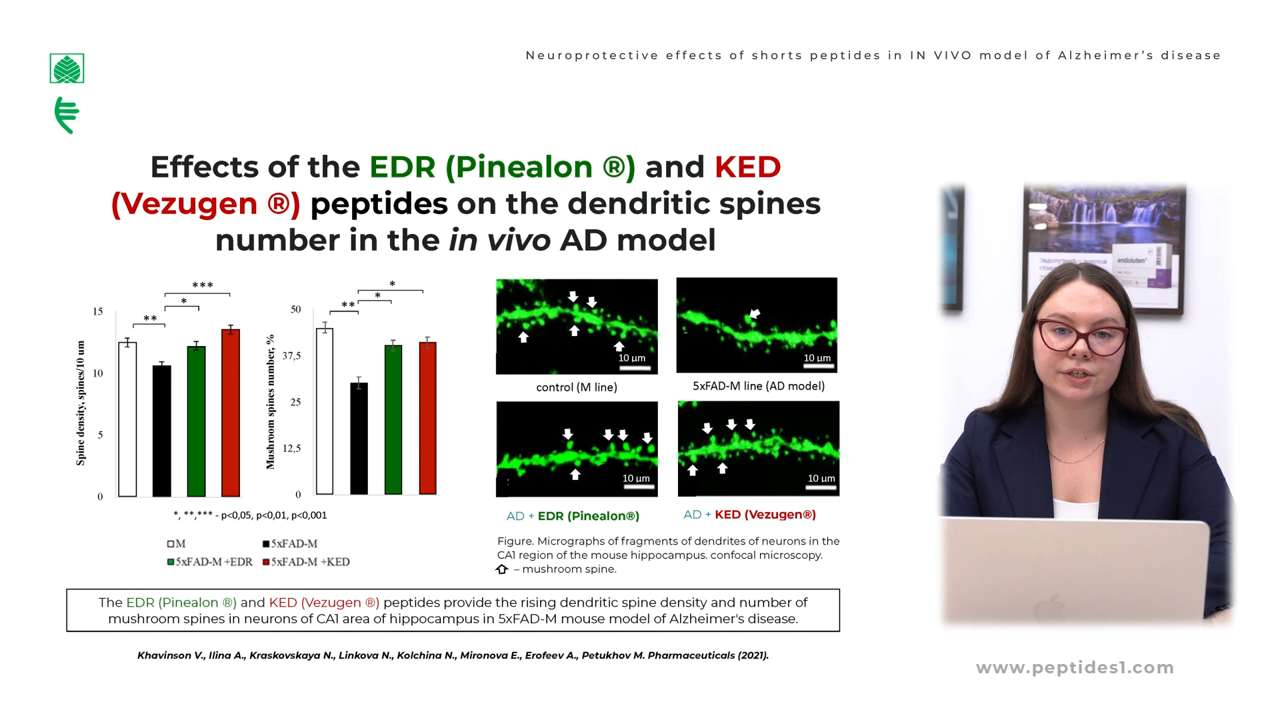 Neuroprotective effects of shorts peptides in IN VIVO model of Alzheimer's disease
Effects of the EDR (Pinealon ®) and KED
(Vezugen ®) peptides on the dendritic spines
number in the in vivo AD model
***
*
**
15
10
5
0
Spine density, spines/10 um
*
*
**
50
37,5
25
12,5
0
Mushroom spines number, %
*, **,*** - p<0,05, p<0,01, p<0,001
M
5xFAD-M
5xFAD-M +EDR
5xFAD-M +KED
10 µm
10 µm
control (M line)
5xFAD-M line (AD model)
10 µm
10 µm
AD + EDR (Pinealon®)
AD + KED (Vezugen®)
Figure. Micrographs of fragments of dendrites of neurons in the
CA1 region of the mouse hippocampus. confocal microscopy.
– mushroom spine.
The EDR (Pinealon ®) and KED (Vezugen ®) peptides provide the rising dendritic spine density and number of
mushroom spines in neurons of CA1 area of hippocampus in 5xFAD-M mouse model of Alzheimer's disease.
Khavinson V., Ilina A., Kraskovskaya N., Linkova N., Kolchina N., Mironova E., Erofeev A., Petukhov M. Pharmaceuticals (2021).
endoluten
www.peptides1.com